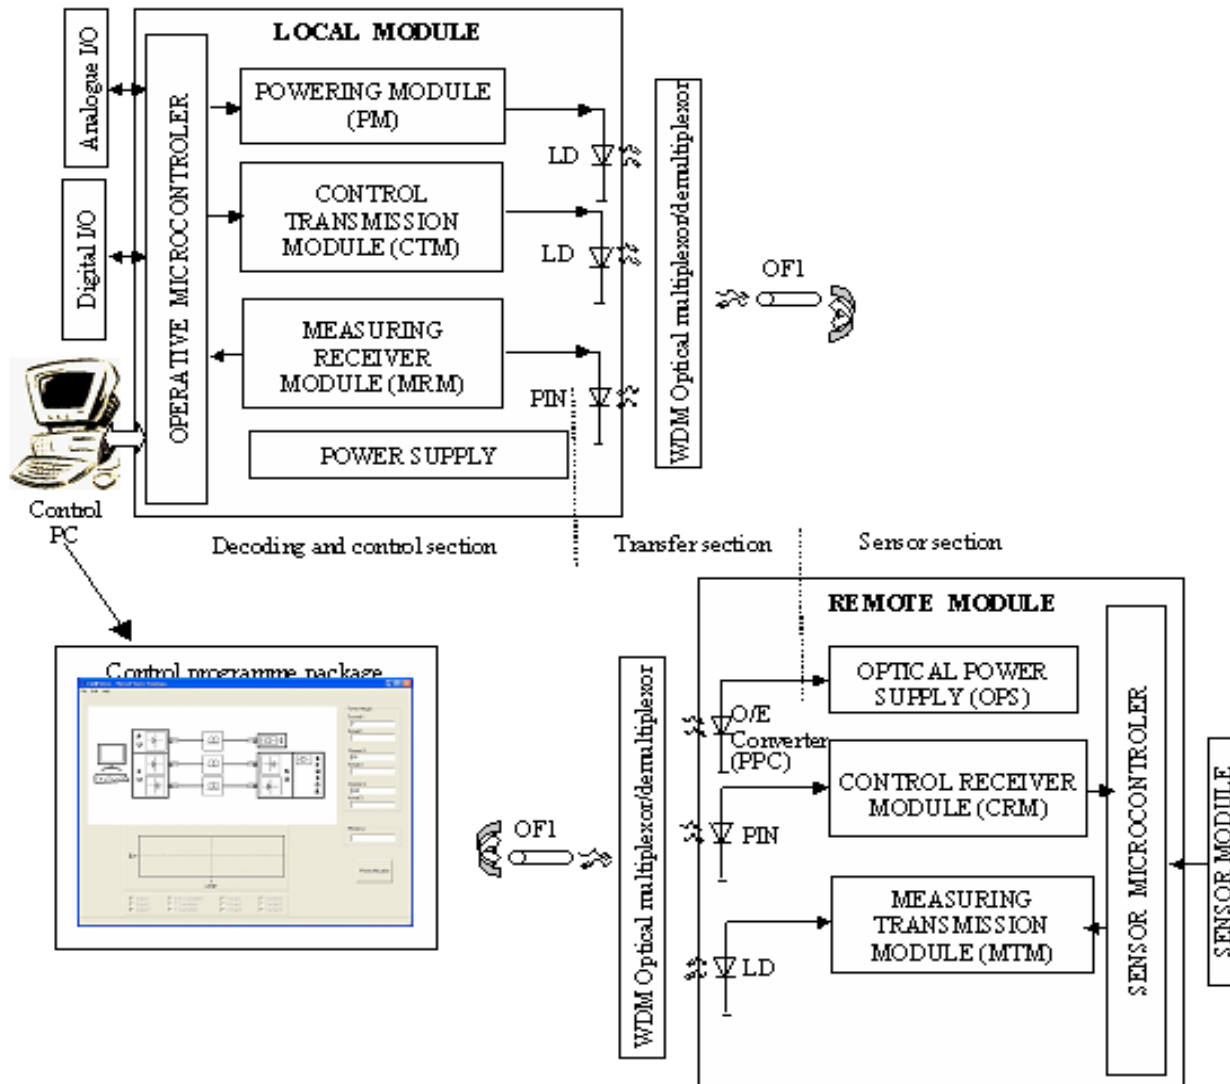 LOCAL MODULE
Analogue I/O
Digital I/O
OPERATIVE MICROCONTROLER
POWERING MODULE
(PM)
LD
CONTROL
TRANSMISSION
MODULE (CTM)
LD
MEASURING
RECEIVER
MODULE (MRM)
PIN
POWER SUPPLY
WDM Optical multiplexor/demultiplexor
OF1
Control
PC
Decoding and control section
Transfer section
Sensor section
Control programme package
REMOTE MODULE
WDM Optical multiplexor/demultiplexor
OF1
OPTICAL POWER
SUPPLY (OPS)
O/E
Converter
(PPC)
CONTROL RECEIVER
MODULE (CRM)
PIN
MEASURING
TRANSMISSION
MODULE (MTM)
LD
SENSOR MICROCONTROLER
SENSOR MODULE